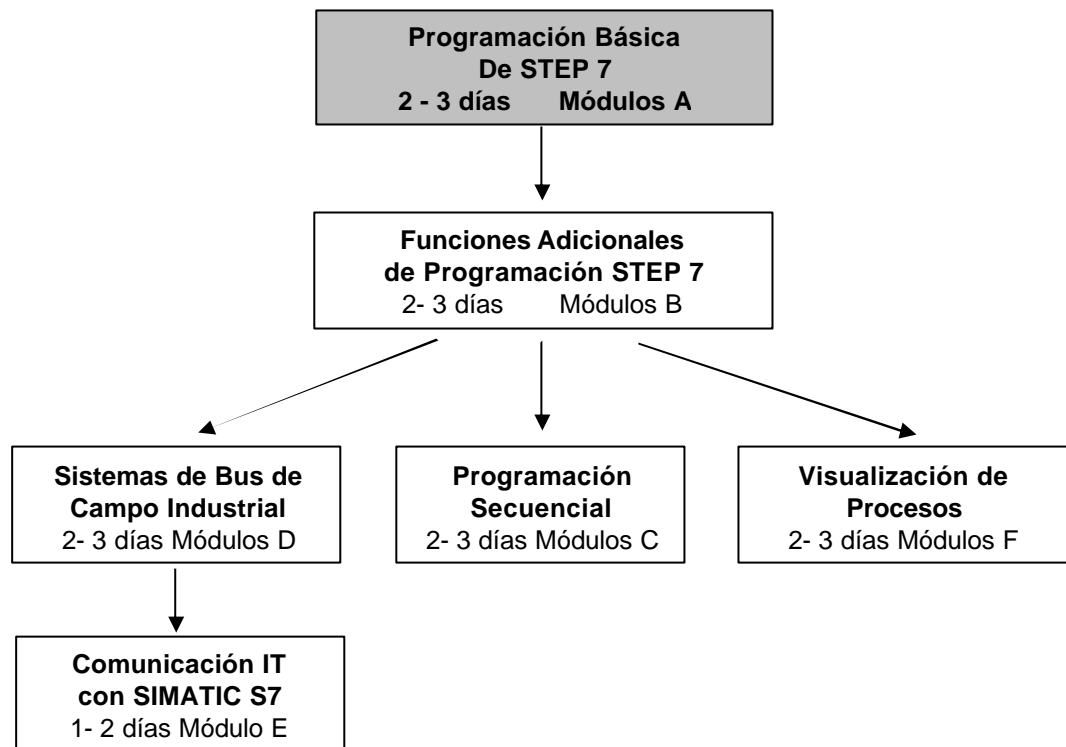 Programación Básica
De STEP 7
2 - 3 días Módulos A
Funciones Adicionales
de Programación STEP 7
2- 3 días Módulos B
Sistemas de Bus de
Campo Industrial
2- 3 días Módulos D
Programación
Secuencial
2- 3 días Módulos C
Visualización de
Procesos
2- 3 días Módulos F
Comunicación IT
con SIMATIC S7
1- 2 días Módulo E